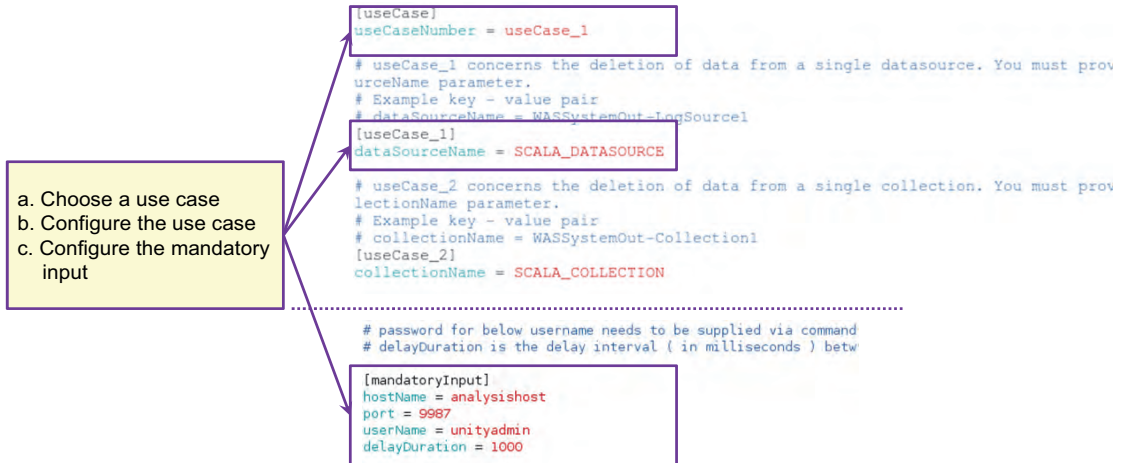 a. Choose a use case
b. Configure the use case
c. Configure the mandatory
input
[useCase]
useCaseNumber = useCase_1
# useCase_1 concerns the deletion of data from a single datasource. You must prov
urceName parameter.
# Example key - value pair
# dataSourceName = WASSystemOut-LogSource1
[useCase_1]
dataSourceName = SCALA_DATASOURCE
# useCase_2 concerns the deletion of data from a single collection. You must prov
lectionName parameter.
# Example key - value pair
# collectionName = WASSystemOut-Collection1
[useCase_2]
collectionName = SCALA_COLLECTION
# password for below username needs to be supplied via command
# delayDuration is the delay interval ( in milliseconds ) betw
[mandatoryInput]
hostName = analysishost
port = 9987
userName = unityadmin
delayDuration = 1000